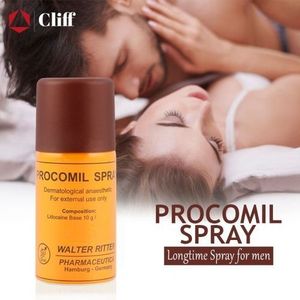 Cliff
PROCOMIL SPRA
Dermatological anaesthetic
For external use only
Composition:
Lidocaine Base 10 g /
WALTER RITTER
PHARMACEUTICA
Hamburg - Germany
PROCOMIL
SPRAY
Longtime Spray for men